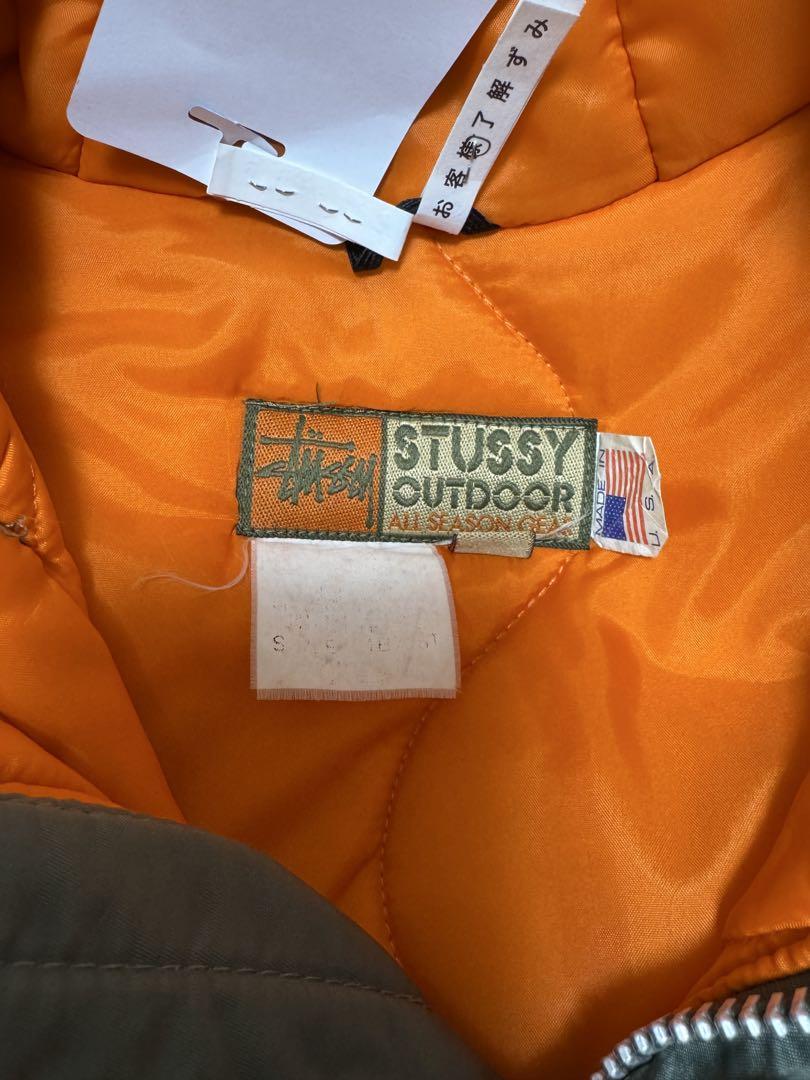 お客様了解ずみ
Stussy
STUSSY
OUTDOOR
ALL SEASON GEAR
MADE IN
U.S.A